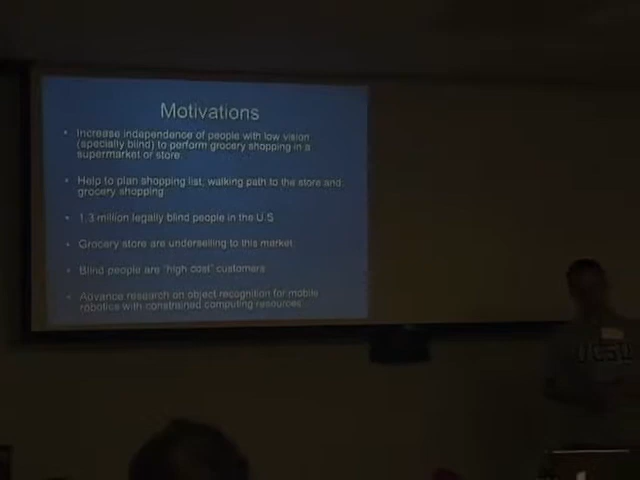 Motivations
• Increase independence of people with low vision
(specially blind) to perform grocery shopping in a
supermarket or store.
• Help to plan shopping list, walking path to the store and
grocery shopping
• 1.3 million legally blind people in the U.S
• Grocery store are underselling to this market.
• Blind people are "high cost" customers
• Advance research on object recognition for mobile
robotics with constrained computing resources.
UCSD